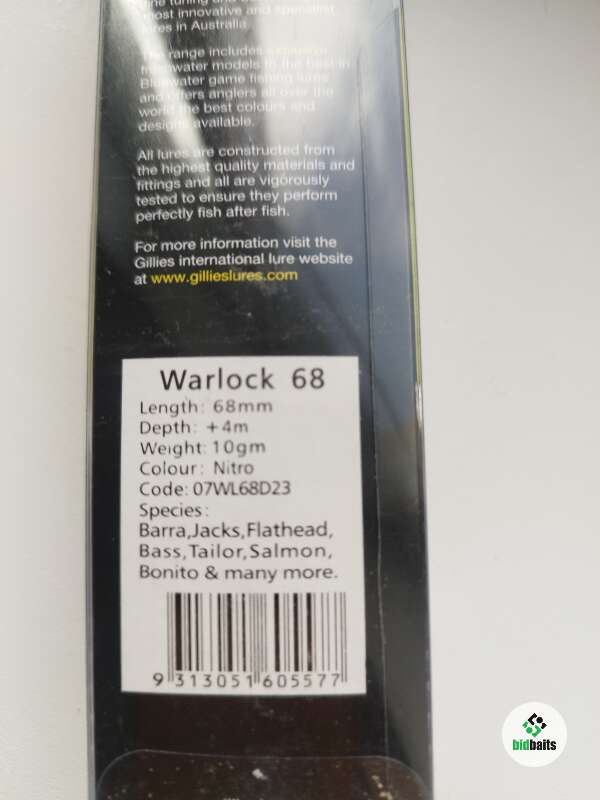 fine tuning and
most innovative and specialist
lures in Australia
The range includes exclusive
freshwater models to the best in
Bluewater game fishing lures
and offers anglers all over the
world the best colours and
designs available.
All lures are constructed from
the highest quality materials and
fittings and all are vigorously
tested to ensure they perform
perfectly fish after fish.
For more information visit the
Gillies international lure website
at www.gillieslures.com
Warlock 68
Length: 68mm
Depth: +4m
Weight: 10gm
Colour: Nitro
Code: 07WL68D23
Species:
Barra,Jacks,Flathead,
Bass,Tailor,Salmon,
Bonito & many more.
9 313051 605577
bidbaits